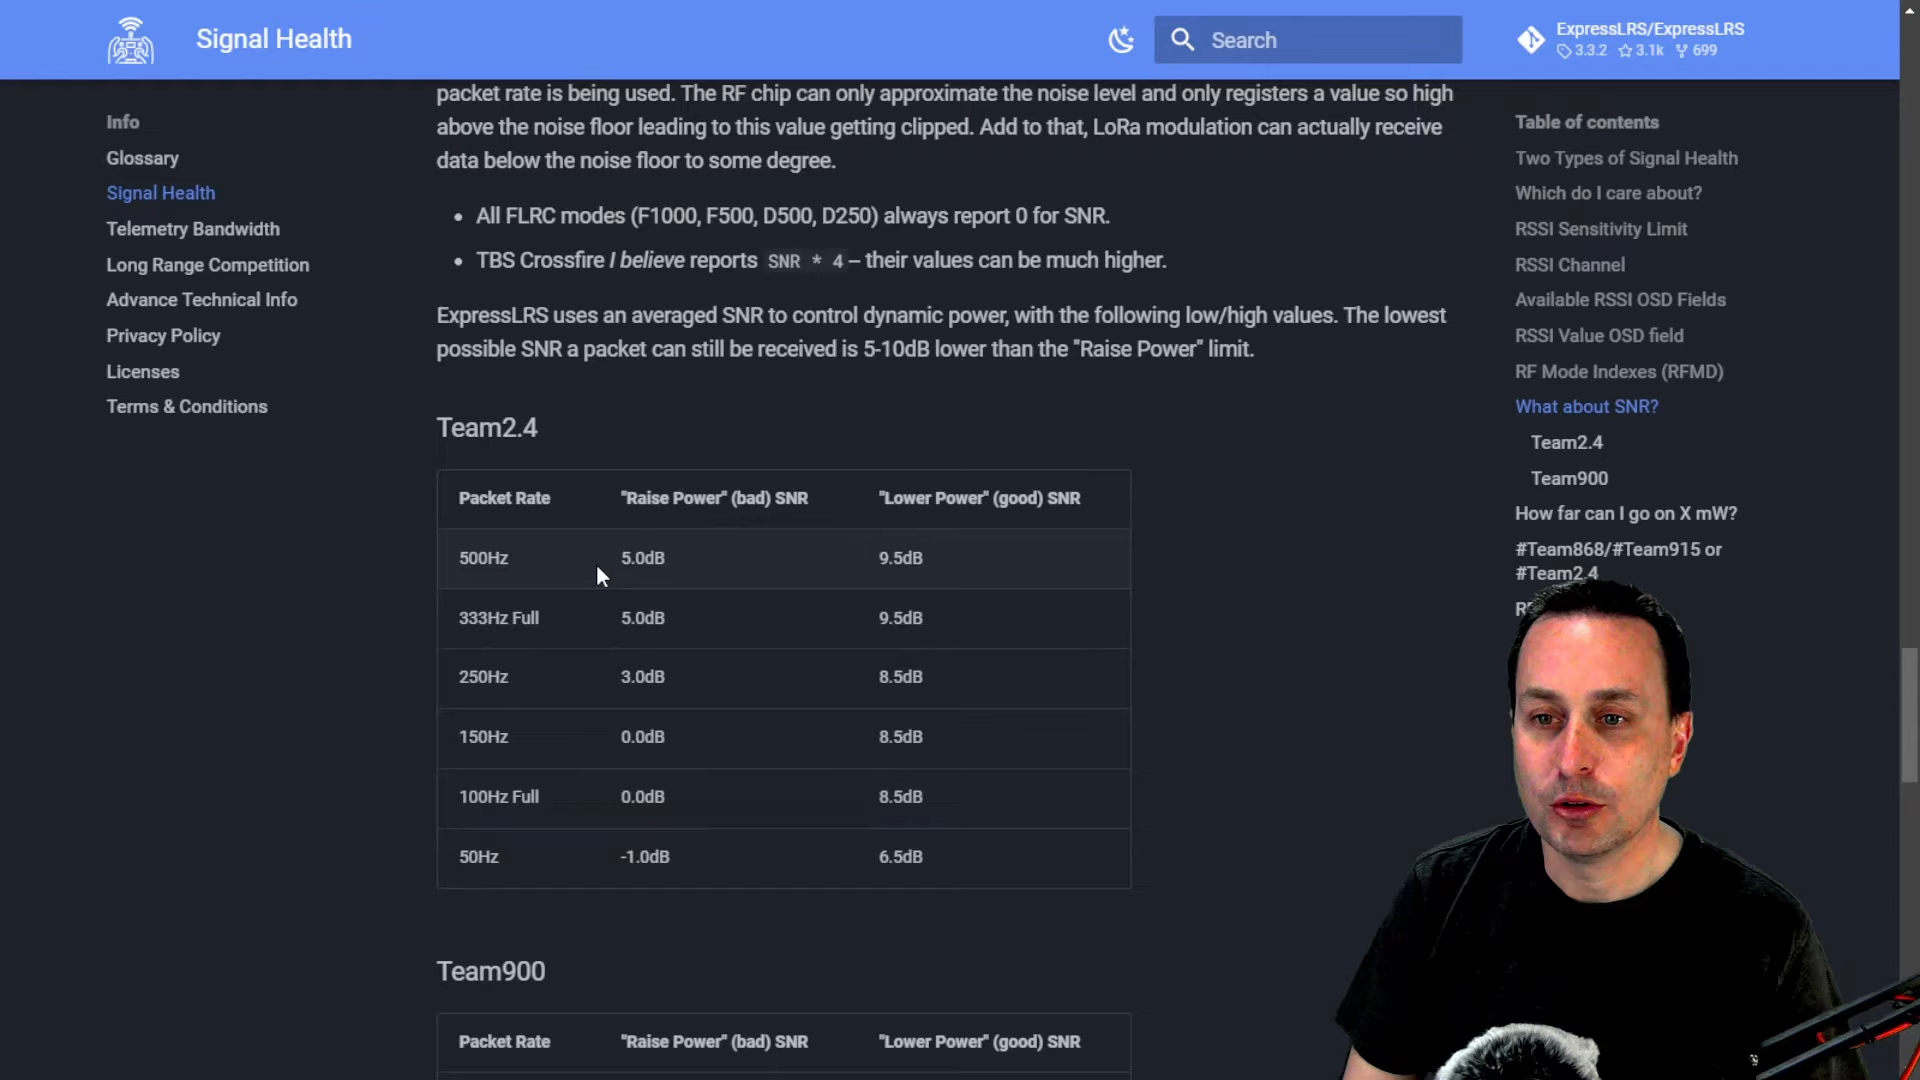 Signal Health
Search
ExpressLRS/ExpressLRS
3.3.2 3.1k 699
Info
Glossary
Signal Health
Telemetry Bandwidth
Long Range Competition
Advance Technical Info
Privacy Policy
Licenses
Terms & Conditions
packet rate is being used. The RF chip can only approximate the noise level and only registers a value so high
above the noise floor leading to this value getting clipped. Add to that, LoRa modulation can actually receive
data below the noise floor to some degree.
• All FLRC modes (F1000, F500, D500, D250) always report 0 for SNR.
• TBS Crossfire I believe reports SNR * 4 – their values can be much higher.
ExpressLRS uses an averaged SNR to control dynamic power, with the following low/high values. The lowest
possible SNR a packet can still be received is 5-10dB lower than the "Raise Power" limit.
Team2.4
Packet Rate "Raise Power" (bad) SNR "Lower Power" (good) SNR
500Hz 5.0dB 9.5dB
333Hz Full 5.0dB 9.5dB
250Hz 3.0dB 8.5dB
150Hz 0.0dB 8.5dB
100Hz Full 0.0dB 8.5dB
50Hz -1.0dB 6.5dB
Team900
Packet Rate "Raise Power" (bad) SNR "Lower Power" (good) SNR
Table of contents
Two Types of Signal Health
Which do I care about?
RSSI Sensitivity Limit
RSSI Channel
Available RSSI OSD Fields
RSSI Value OSD field
RF Mode Indexes (RFMD)
What about SNR?
Team2.4
Team900
How far can I go on X mW?
#Team868/#Team915 or
#Team2.4